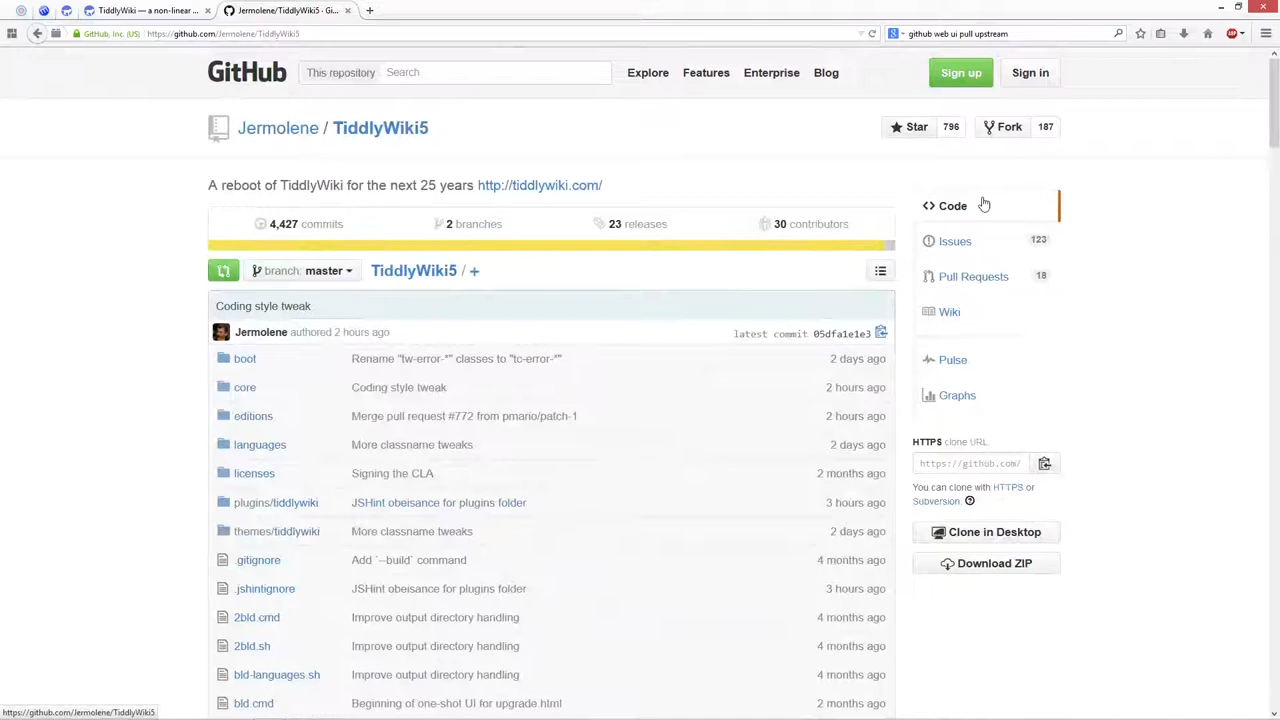 TiddlyWiki — a non-linear ...
Jermolene/TiddlyWiki5 · Gi...
GitHub, Inc. (US)
https://github.com/Jermolene/TiddlyWiki5
github web ui pull upstream
GitHub
This repository
Search
Explore
Features
Enterprise
Blog
Sign up
Sign in
Jermolene / TiddlyWiki5
Star 796
Fork 187
A reboot of TiddlyWiki for the next 25 years http://tiddlywiki.com/
4,427 commits
2 branches
23 releases
30 contributors
Code
Issues 123
Pull Requests 18
Wiki
Pulse
Graphs
HTTPS clone URL
https://github.com/
You can clone with HTTPS or
Subversion.
Clone in Desktop
Download ZIP
branch: master
TiddlyWiki5 / +
Coding style tweak
Jermolene authored 2 hours ago
latest commit 05dfa1e1e3
boot Rename "tw-error-*" classes to "tc-error-*" 2 days ago
core Coding style tweak 2 hours ago
editions Merge pull request #772 from pmario/patch-1 2 hours ago
languages More classname tweaks 2 days ago
licenses Signing the CLA 2 months ago
plugins/tiddlywiki JSHint obeisance for plugins folder 3 hours ago
themes/tiddlywiki More classname tweaks 2 days ago
.gitignore Add `--build` command 4 months ago
.jshintignore JSHint obeisance for plugins folder 3 hours ago
2bld.cmd Improve output directory handling 4 months ago
2bld.sh Improve output directory handling 4 months ago
bld-languages.sh Improve output directory handling 4 months ago
bld.cmd Beginning of one-shot UI for upgrade html 2 months ago
https://github.com/Jermolene/TiddlyWiki5